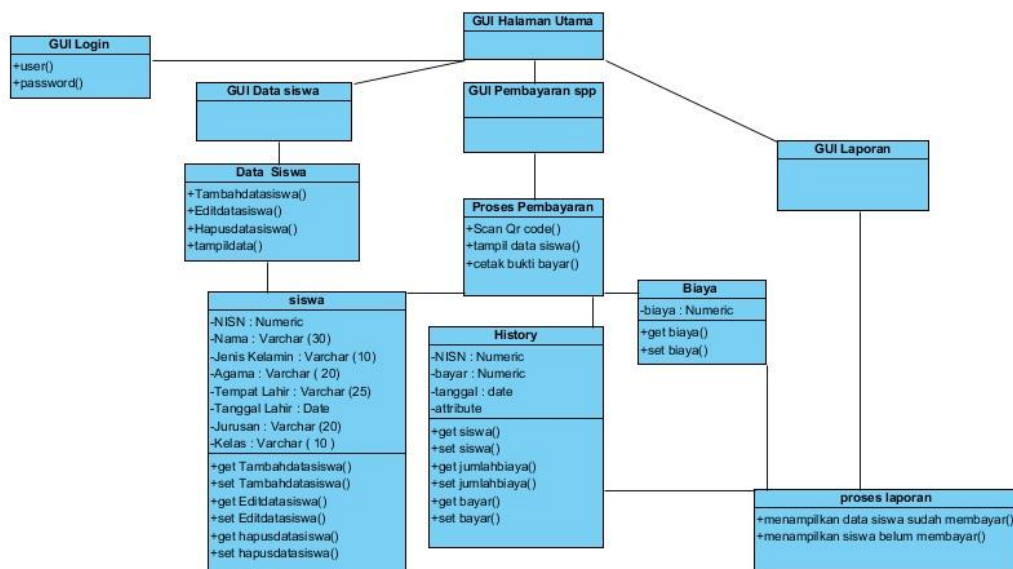 GUI Halaman Utama
GUI Login
+user()
+password()
GUI Data siswa
GUI Pembayaran spp
GUI Laporan
Data Siswa
+Tambahdatasiswa()
+Editdatasiswa()
+Hapusdatasiswa()
+tampildata()
Proses Pembayaran
+Scan Qr code()
+tampil data siswa()
+cetak bukti bayar()
siswa
-NISN : Numeric
-Nama : Varchar (30)
-Jenis Kelamin : Varchar (10)
-Agama : Varchar ( 20)
-Tempat Lahir : Varchar (25)
-Tanggal Lahir : Date
-Jurusan : Varchar (20)
-Kelas : Varchar ( 10 )
+get Tambahdatasiswa()
+set Tambahdatasiswa()
+get Editdatasiswa()
+set Editdatasiswa()
+get hapusdatasiswa()
+set hapusdatasiswa()
History
-NISN : Numeric
-bayar : Numeric
-tanggal : date
-attribute
+get siswa()
+set siswa()
+get jumlahbiaya()
+set jumlahbiaya()
+get bayar()
+set bayar()
Biaya
-biaya : Numeric
+get biaya()
+set biaya()
proses laporan
+menampilkan data siswa sudah membayar()
+menampilkan siswa belum membayar()